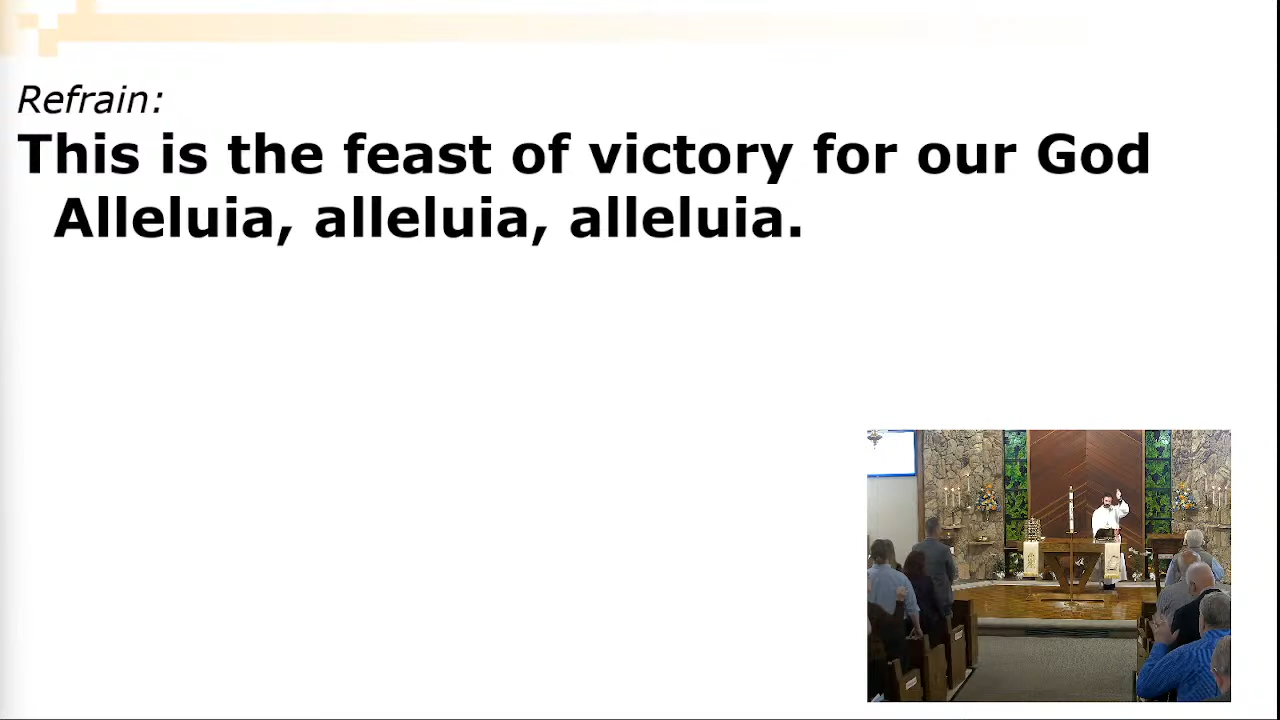 Refrain:
This is the feast of victory for our God
Alleluia, alleluia, alleluia.